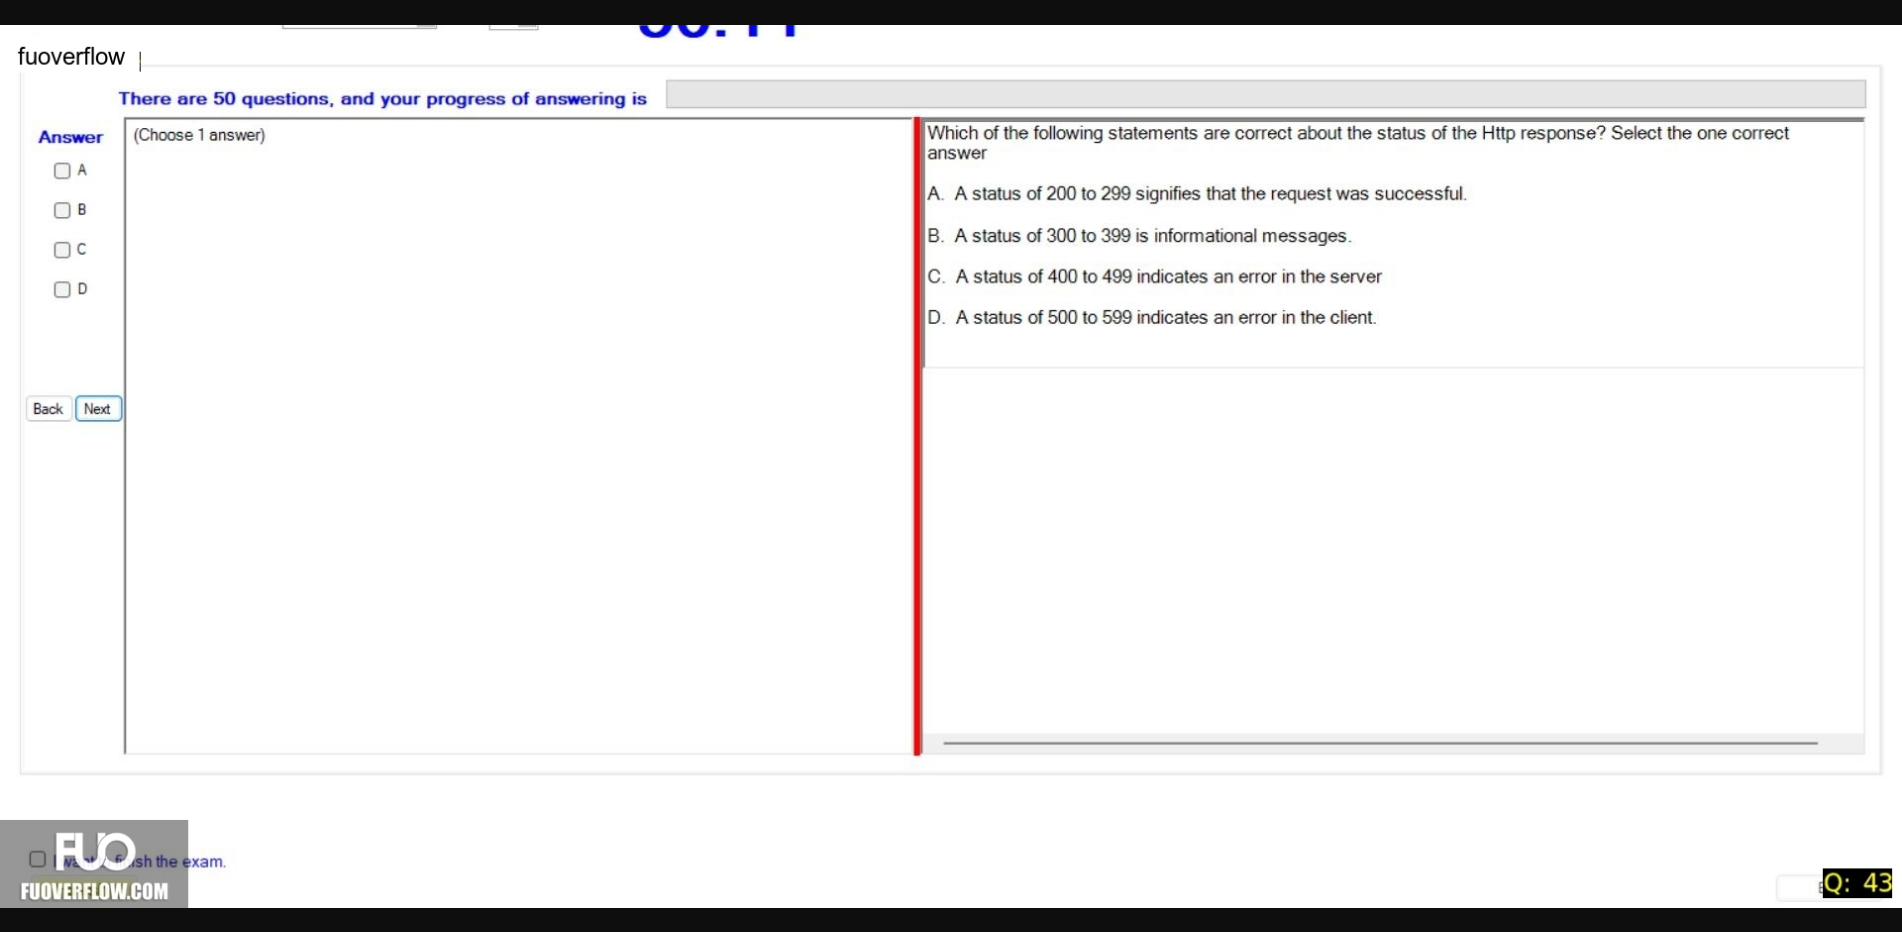 fuoverflow
There are 50 questions, and your progress of answering is
Answer
(Choose 1 answer)
A
B
C
D
Back Next
Which of the following statements are correct about the status of the Http response? Select the one correct
answer
A. A status of 200 to 299 signifies that the request was successful.
B. A status of 300 to 399 is informational messages.
C. A status of 400 to 499 indicates an error in the server
D. A status of 500 to 599 indicates an error in the client.
FUO
the exam.
FUOVERFLOW.COM
Q: 43